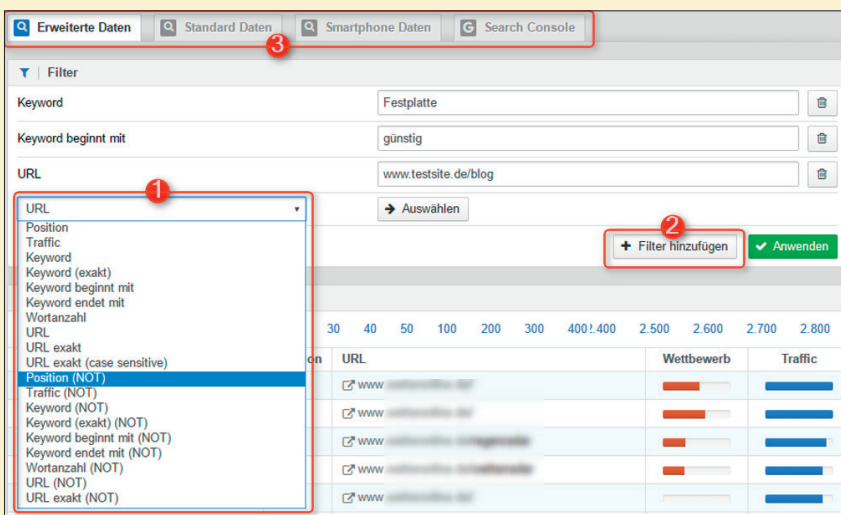 Erweiterte Daten Standard Daten Smartphone Daten G Search Console
3
Filter
Keyword Festplatte
Keyword beginnt mit günstig
URL www.testsite.de/blog
1
URL Auswählen
2
+ Filter hinzufügen Anwenden
Position
Traffic
Keyword
Keyword (exakt)
Keyword beginnt mit
Keyword endet mit
Wortanzahl
URL
URL exakt
URL exakt (case sensitive)
Position (NOT)
Traffic (NOT)
Keyword (NOT)
Keyword (exakt) (NOT)
Keyword beginnt mit (NOT)
Keyword endet mit (NOT)
Wortanzahl (NOT)
URL (NOT)
URL exakt (NOT)
30 40 50 100 200 300 400 2.400 2.500 2.600 2.700 2.800
on URL Wettbewerb Traffic
www
www
www
www
www